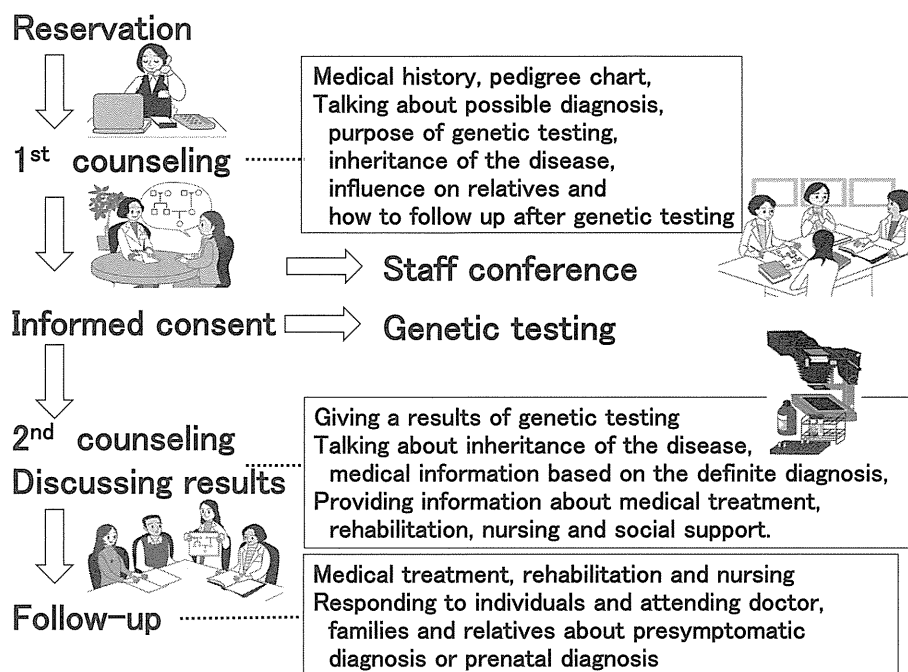 Reservation
Medical history, pedigree chart,
Talking about possible diagnosis,
purpose of genetic testing,
inheritance of the disease,
influence on relatives and
how to follow up after genetic testing
1st counseling
Staff conference
Informed consent
Genetic testing
2nd counseling
Discussing results
Giving a results of genetic testing
Talking about inheritance of the disease,
medical information based on the definite diagnosis,
Providing information about medical treatment,
rehabilitation, nursing and social support.
Follow-up
Medical treatment, rehabilitation and nursing
Responding to individuals and attending doctor,
families and relatives about presymptomatic
diagnosis or prenatal diagnosis